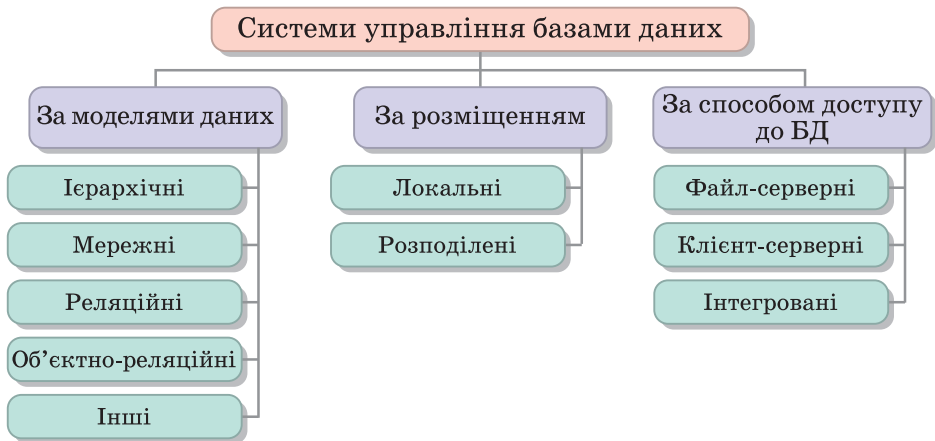 Системи управління базами даних
За моделями даних
Ієрархічні
Мережні
Реляційні
Об’єктно-реляційні
Інші
За розміщенням
Локальні
Розподілені
За способом доступу
до БД
Файл-серверні
Клієнт-серверні
Інтегровані